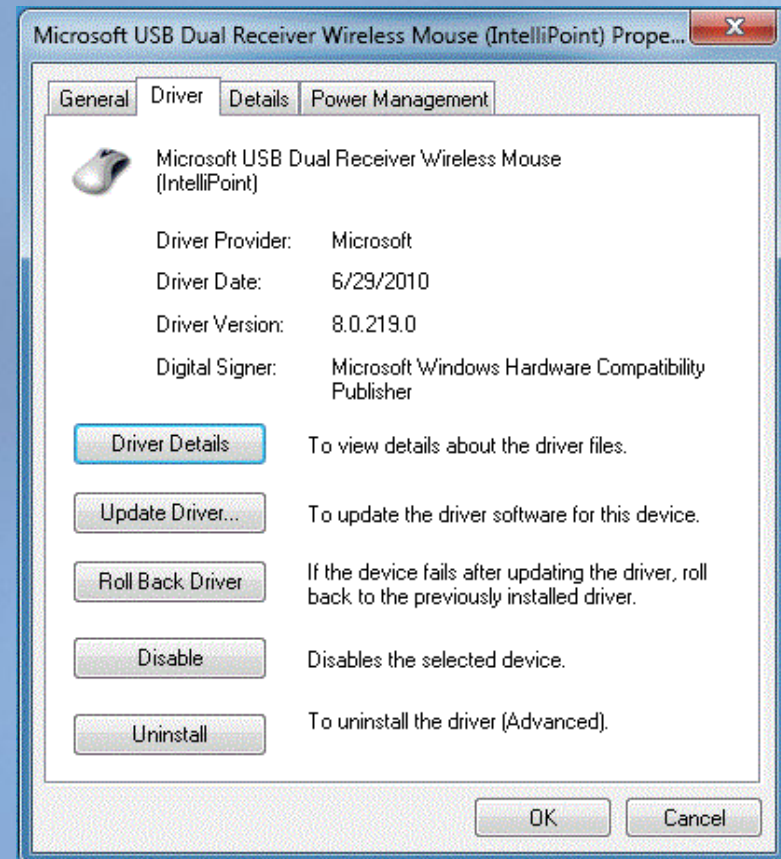 Microsoft USB Dual Receiver Wireless Mouse (IntelliPoint) Prope...
General Driver Details Power Management
Microsoft USB Dual Receiver Wireless Mouse
(IntelliPoint)
Driver Provider: Microsoft
Driver Date: 6/29/2010
Driver Version: 8.0.219.0
Digital Signer: Microsoft Windows Hardware Compatibility
Publisher
Driver Details To view details about the driver files.
Update Driver... To update the driver software for this device.
Roll Back Driver If the device fails after updating the driver, roll
back to the previously installed driver.
Disable Disables the selected device.
Uninstall To uninstall the driver (Advanced).
OK Cancel